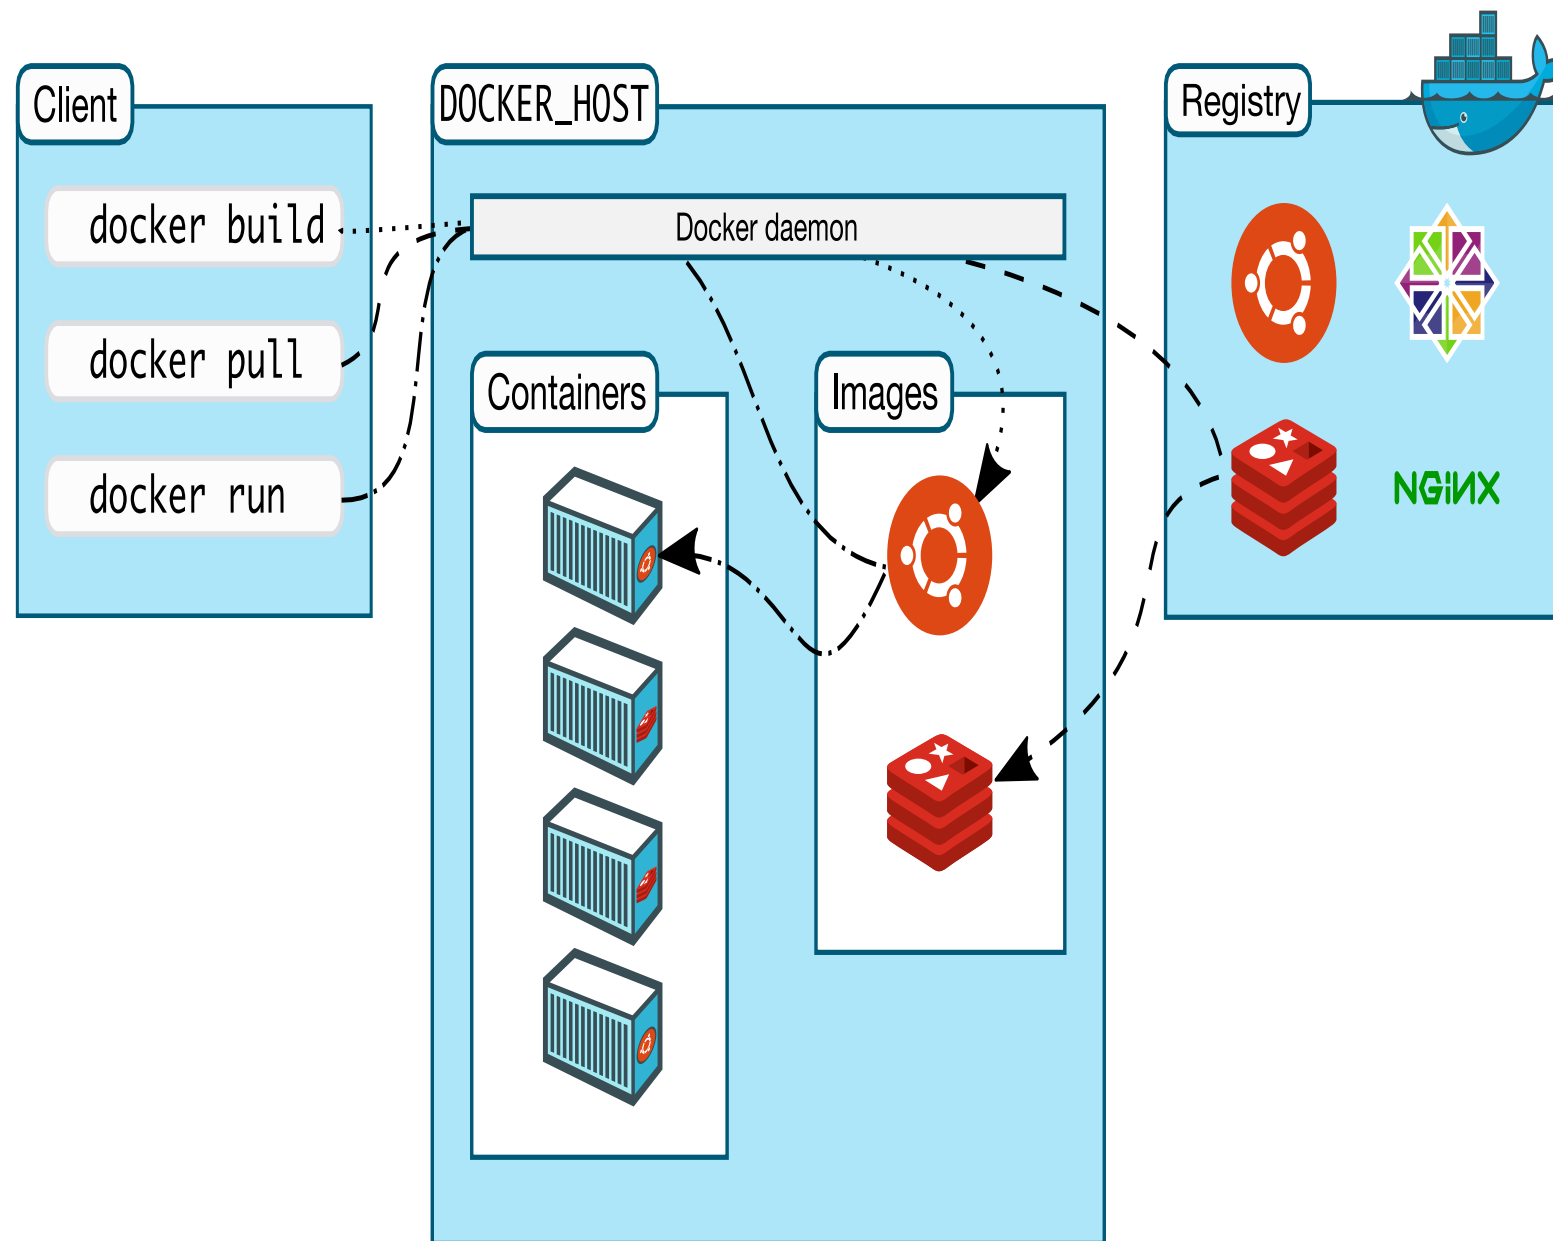 Client
docker build
docker pull
docker run
DOCKER_HOST
Docker daemon
Containers
Images
Registry
NGiNX